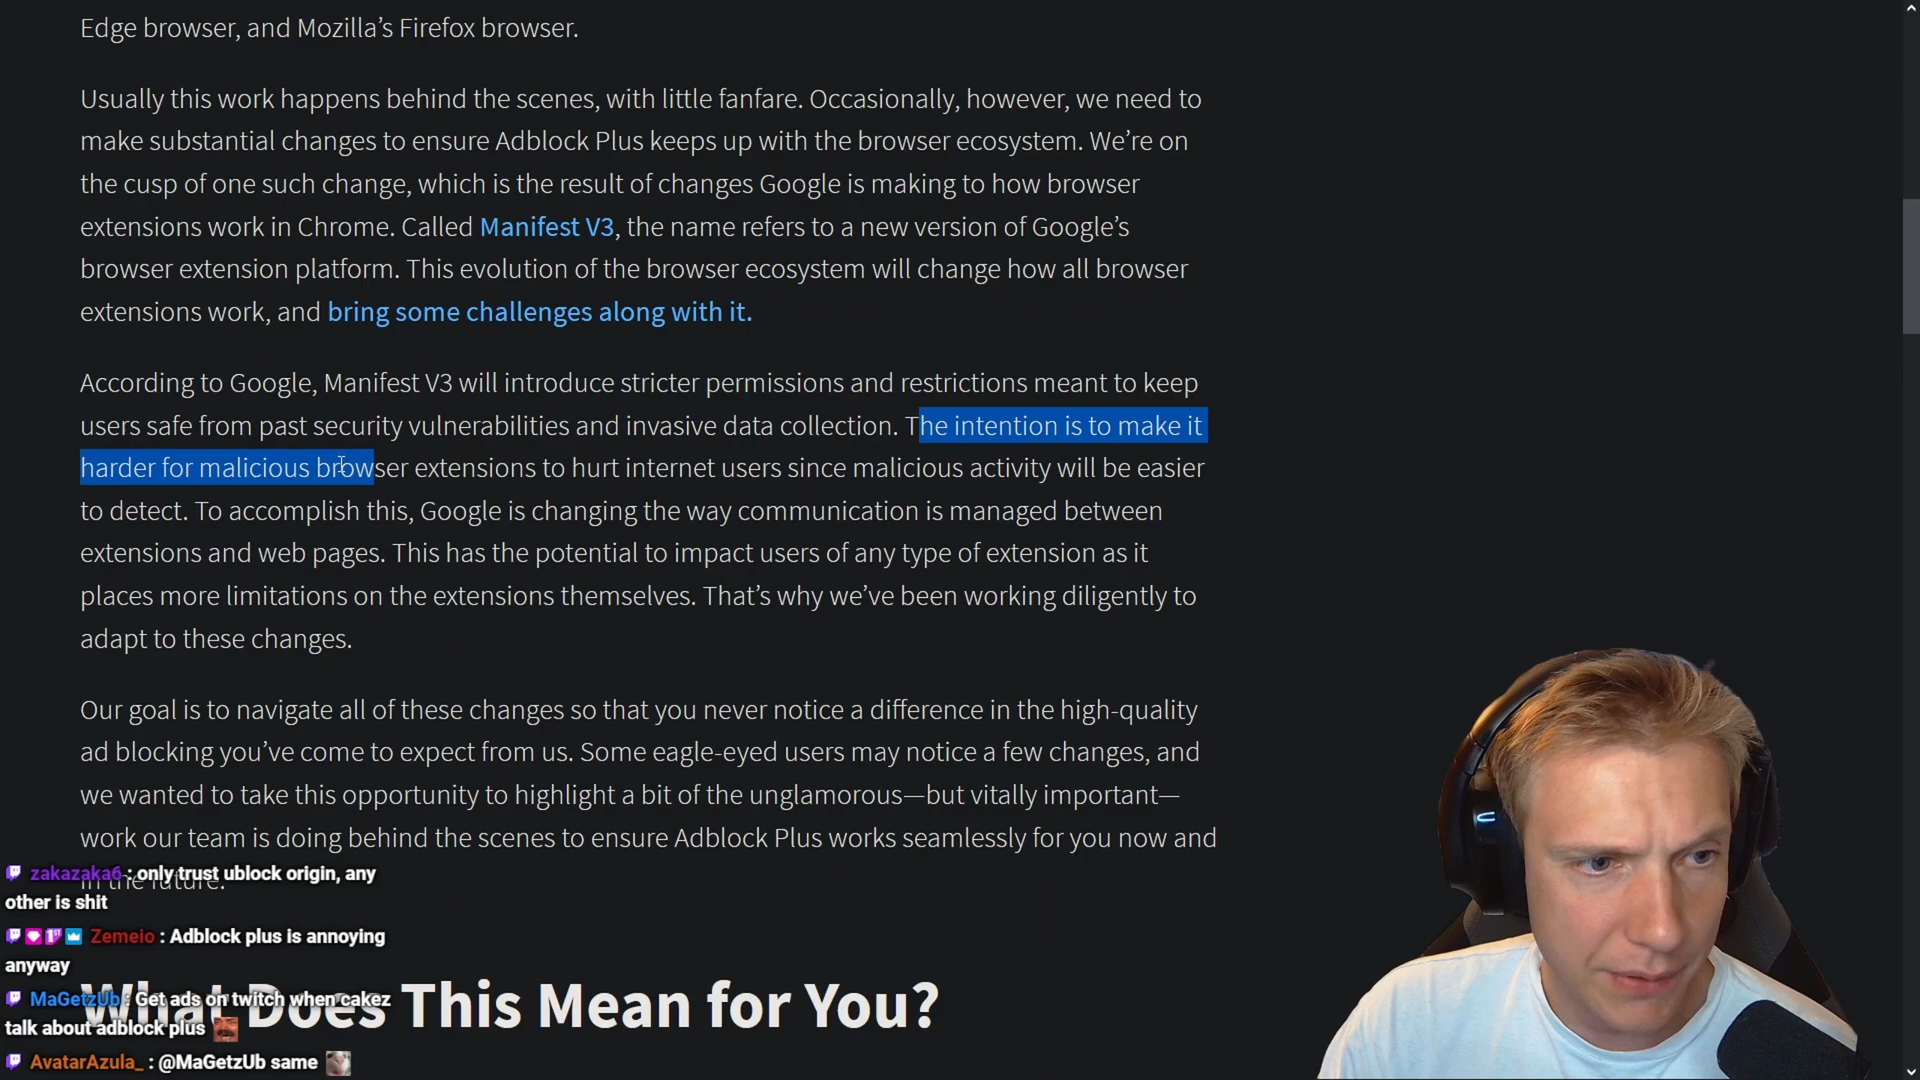 Edge browser, and Mozilla’s Firefox browser.
Usually this work happens behind the scenes, with little fanfare. Occasionally, however, we need to
make substantial changes to ensure Adblock Plus keeps up with the browser ecosystem. We’re on
the cusp of one such change, which is the result of changes Google is making to how browser
extensions work in Chrome. Called Manifest V3, the name refers to a new version of Google’s
browser extension platform. This evolution of the browser ecosystem will change how all browser
extensions work, and bring some challenges along with it.
According to Google, Manifest V3 will introduce stricter permissions and restrictions meant to keep
users safe from past security vulnerabilities and invasive data collection. The intention is to make it
harder for malicious browser extensions to hurt internet users since malicious activity will be easier
to detect. To accomplish this, Google is changing the way communication is managed between
extensions and web pages. This has the potential to impact users of any type of extension as it
places more limitations on the extensions themselves. That’s why we’ve been working diligently to
adapt to these changes.
Our goal is to navigate all of these changes so that you never notice a difference in the high-quality
ad blocking you’ve come to expect from us. Some eagle-eyed users may notice a few changes, and
we wanted to take this opportunity to highlight a bit of the unglamorous—but vitally important—
work our team is doing behind the scenes to ensure Adblock Plus works seamlessly for you now and
in the future.
What Does This Mean for You?
zakazaka6 : only trust ublock origin, any
other is shit
Zemeio : Adblock plus is annoying
anyway
MaGetzUb : Get ads on twitch when cakez
talk about adblock plus
AvatarAzula_ : @MaGetzUb same